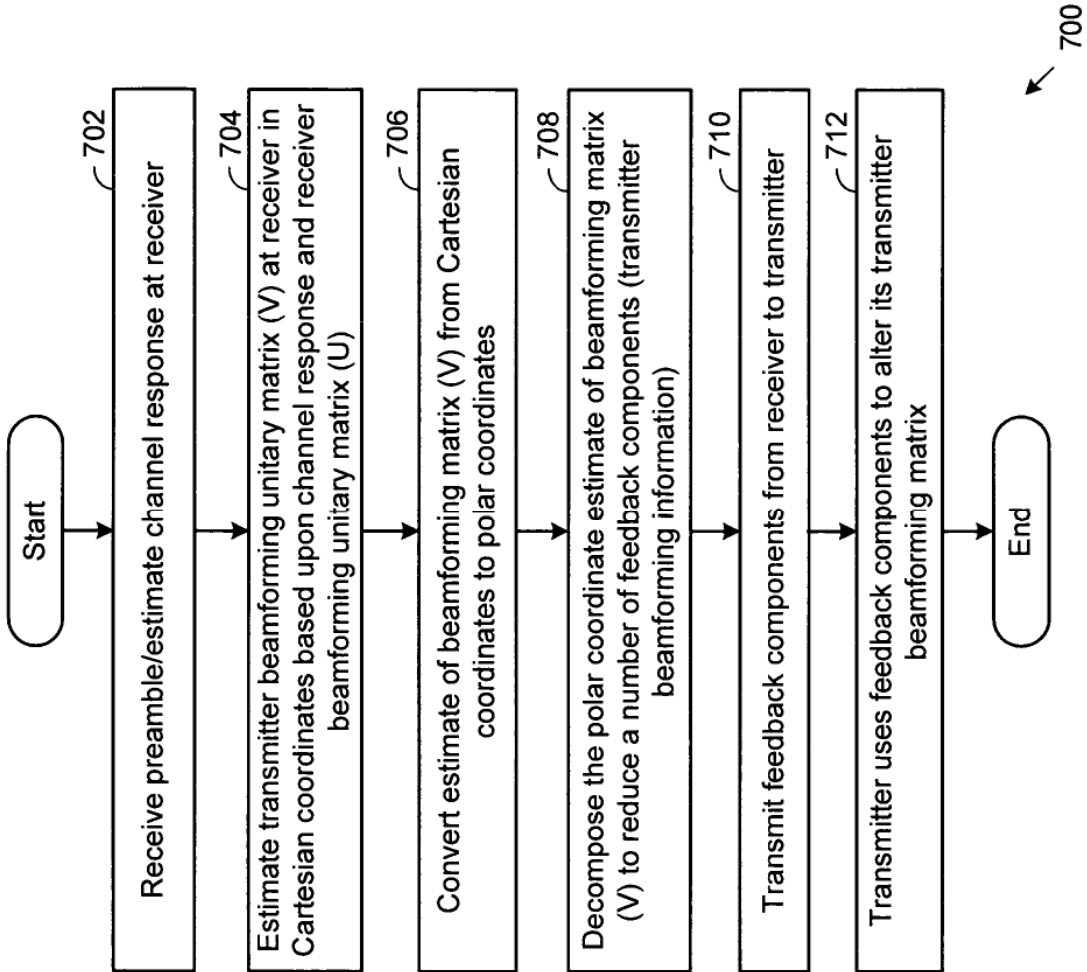 Start
702
Receive preamble/estimate channel response at receiver
704
Estimate transmitter beamforming unitary matrix (V) at receiver in
Cartesian coordinates based upon channel response and receiver
beamforming unitary matrix (U)
706
Convert estimate of beamforming matrix (V) from Cartesian
coordinates to polar coordinates
708
Decompose the polar coordinate estimate of beamforming matrix
(V) to reduce a number of feedback components (transmitter
beamforming information)
710
Transmit feedback components from receiver to transmitter
712
Transmitter uses feedback components to alter its transmitter
beamforming matrix
End
700